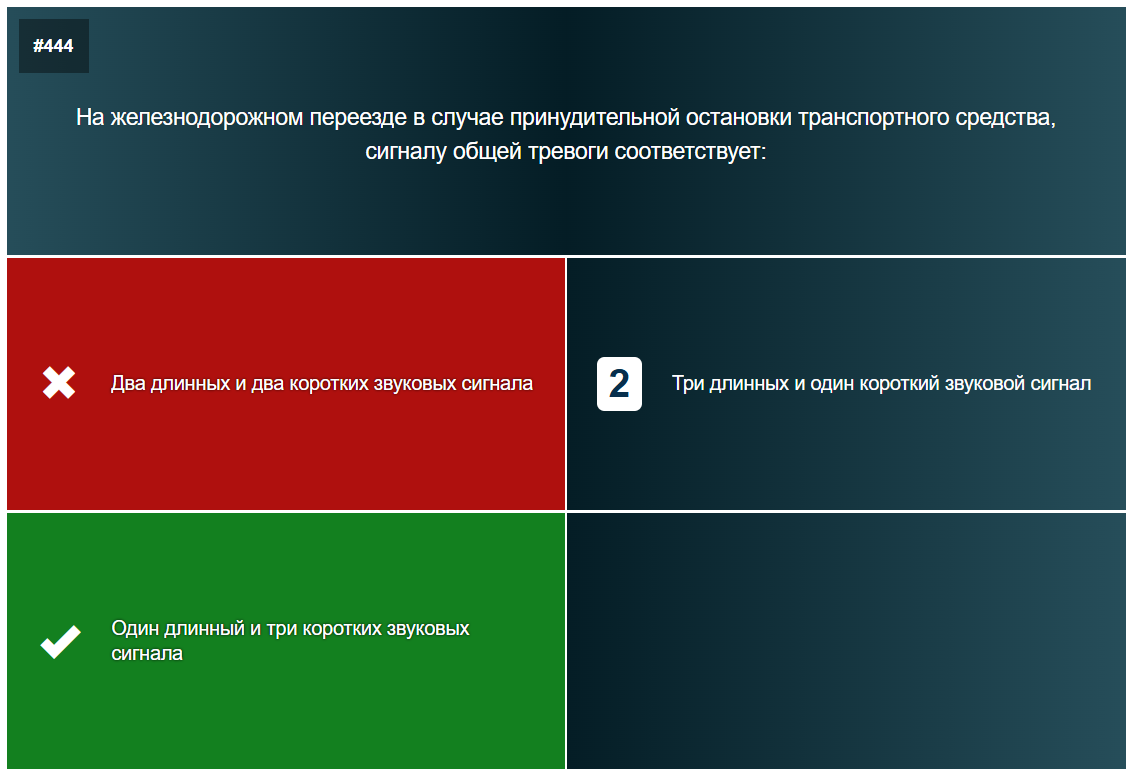 #444
На железнодорожном переезде в случае принудительной остановки транспортного средства,
сигналу общей тревоги соответствует:
Два длинных и два коротких звуковых сигнала
2
Три длинных и один короткий звуковой сигнал
Один длинный и три коротких звуковых
сигнала